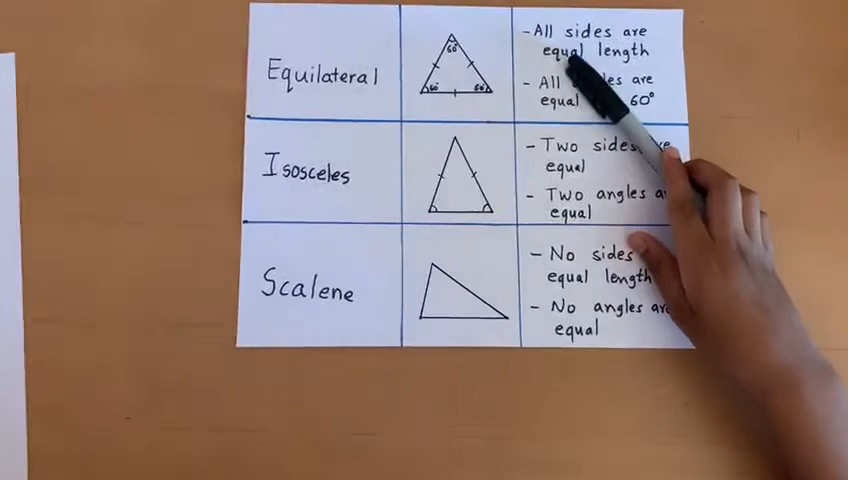 Equilateral
60°
60° 60°
- All sides are
equal length
- All are
equal 60°
Isosceles
- Two sides
equal
- Two angles
equal
Scalene
- No sides
equal length
- No angles are
equal